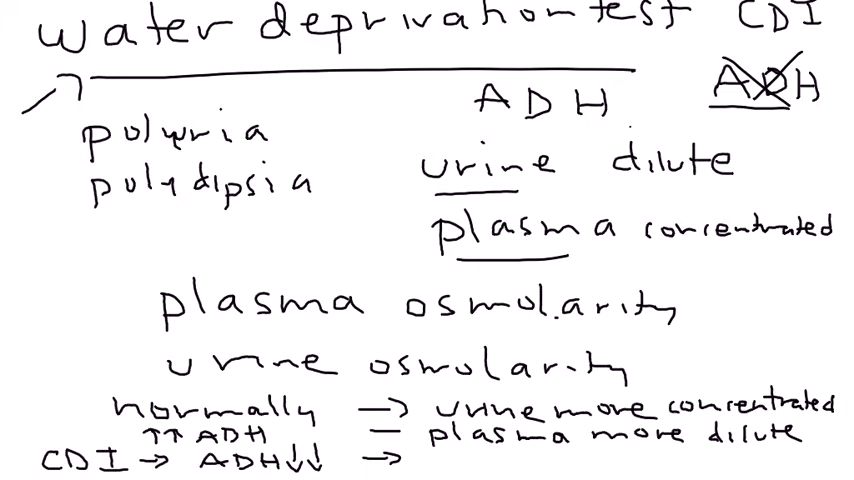 water deprivation test CDI
ADH
ADH
polyuria
polydipsia
urine dilute
plasma concentrated
plasma osmolarity
urine osmolarity
normally → urine more concentrated
↑↑ ADH – plasma more dilute
CDI → ADH↓↓ →